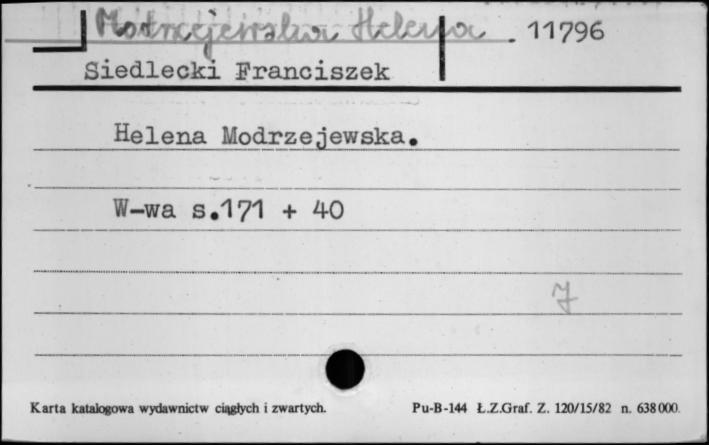 Modrzejewska Helena . 11796
Siedlecki Franciszek
Helena Modrzejewska.
W-wa s.171 + 40
7
Karta katalogowa wydawnictw ciągłych i zwartych. Pu-B-144 Ł.Z.Graf. Z. 120/15/82 n. 638000.